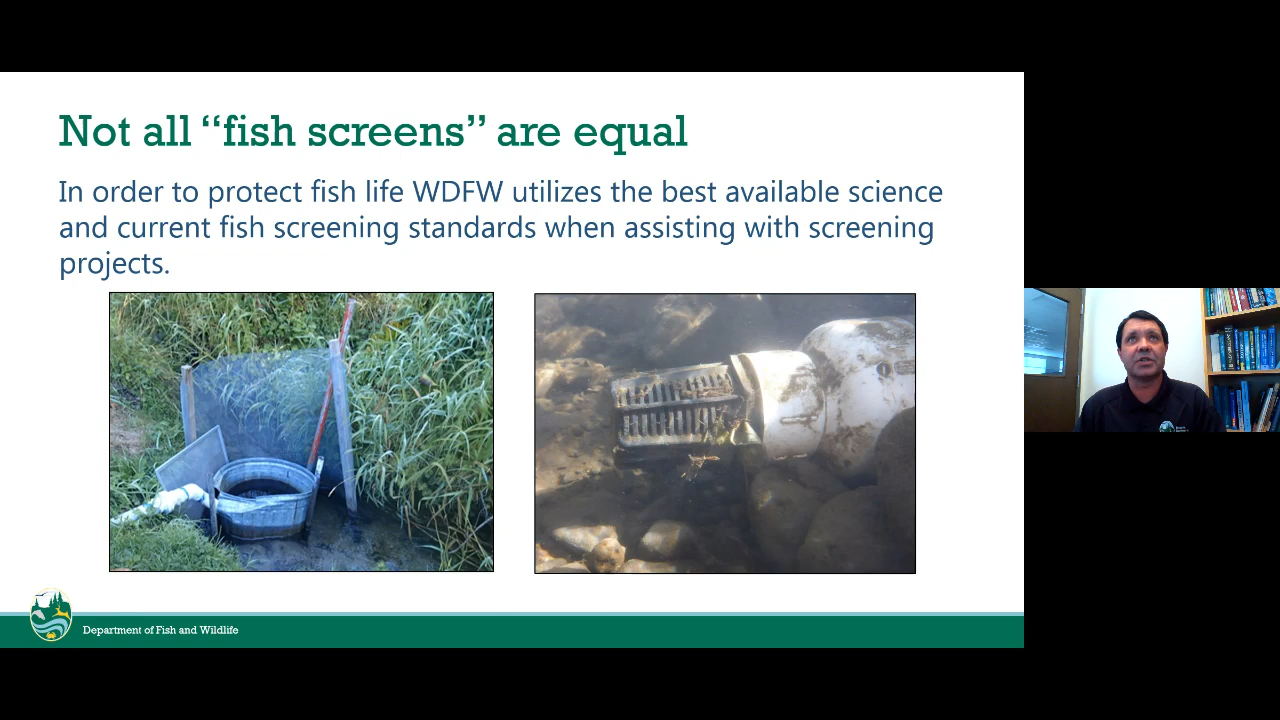 Not all “fish screens” are equal
In order to protect fish life WDFW utilizes the best available science
and current fish screening standards when assisting with screening
projects.
Department of Fish and Wildlife